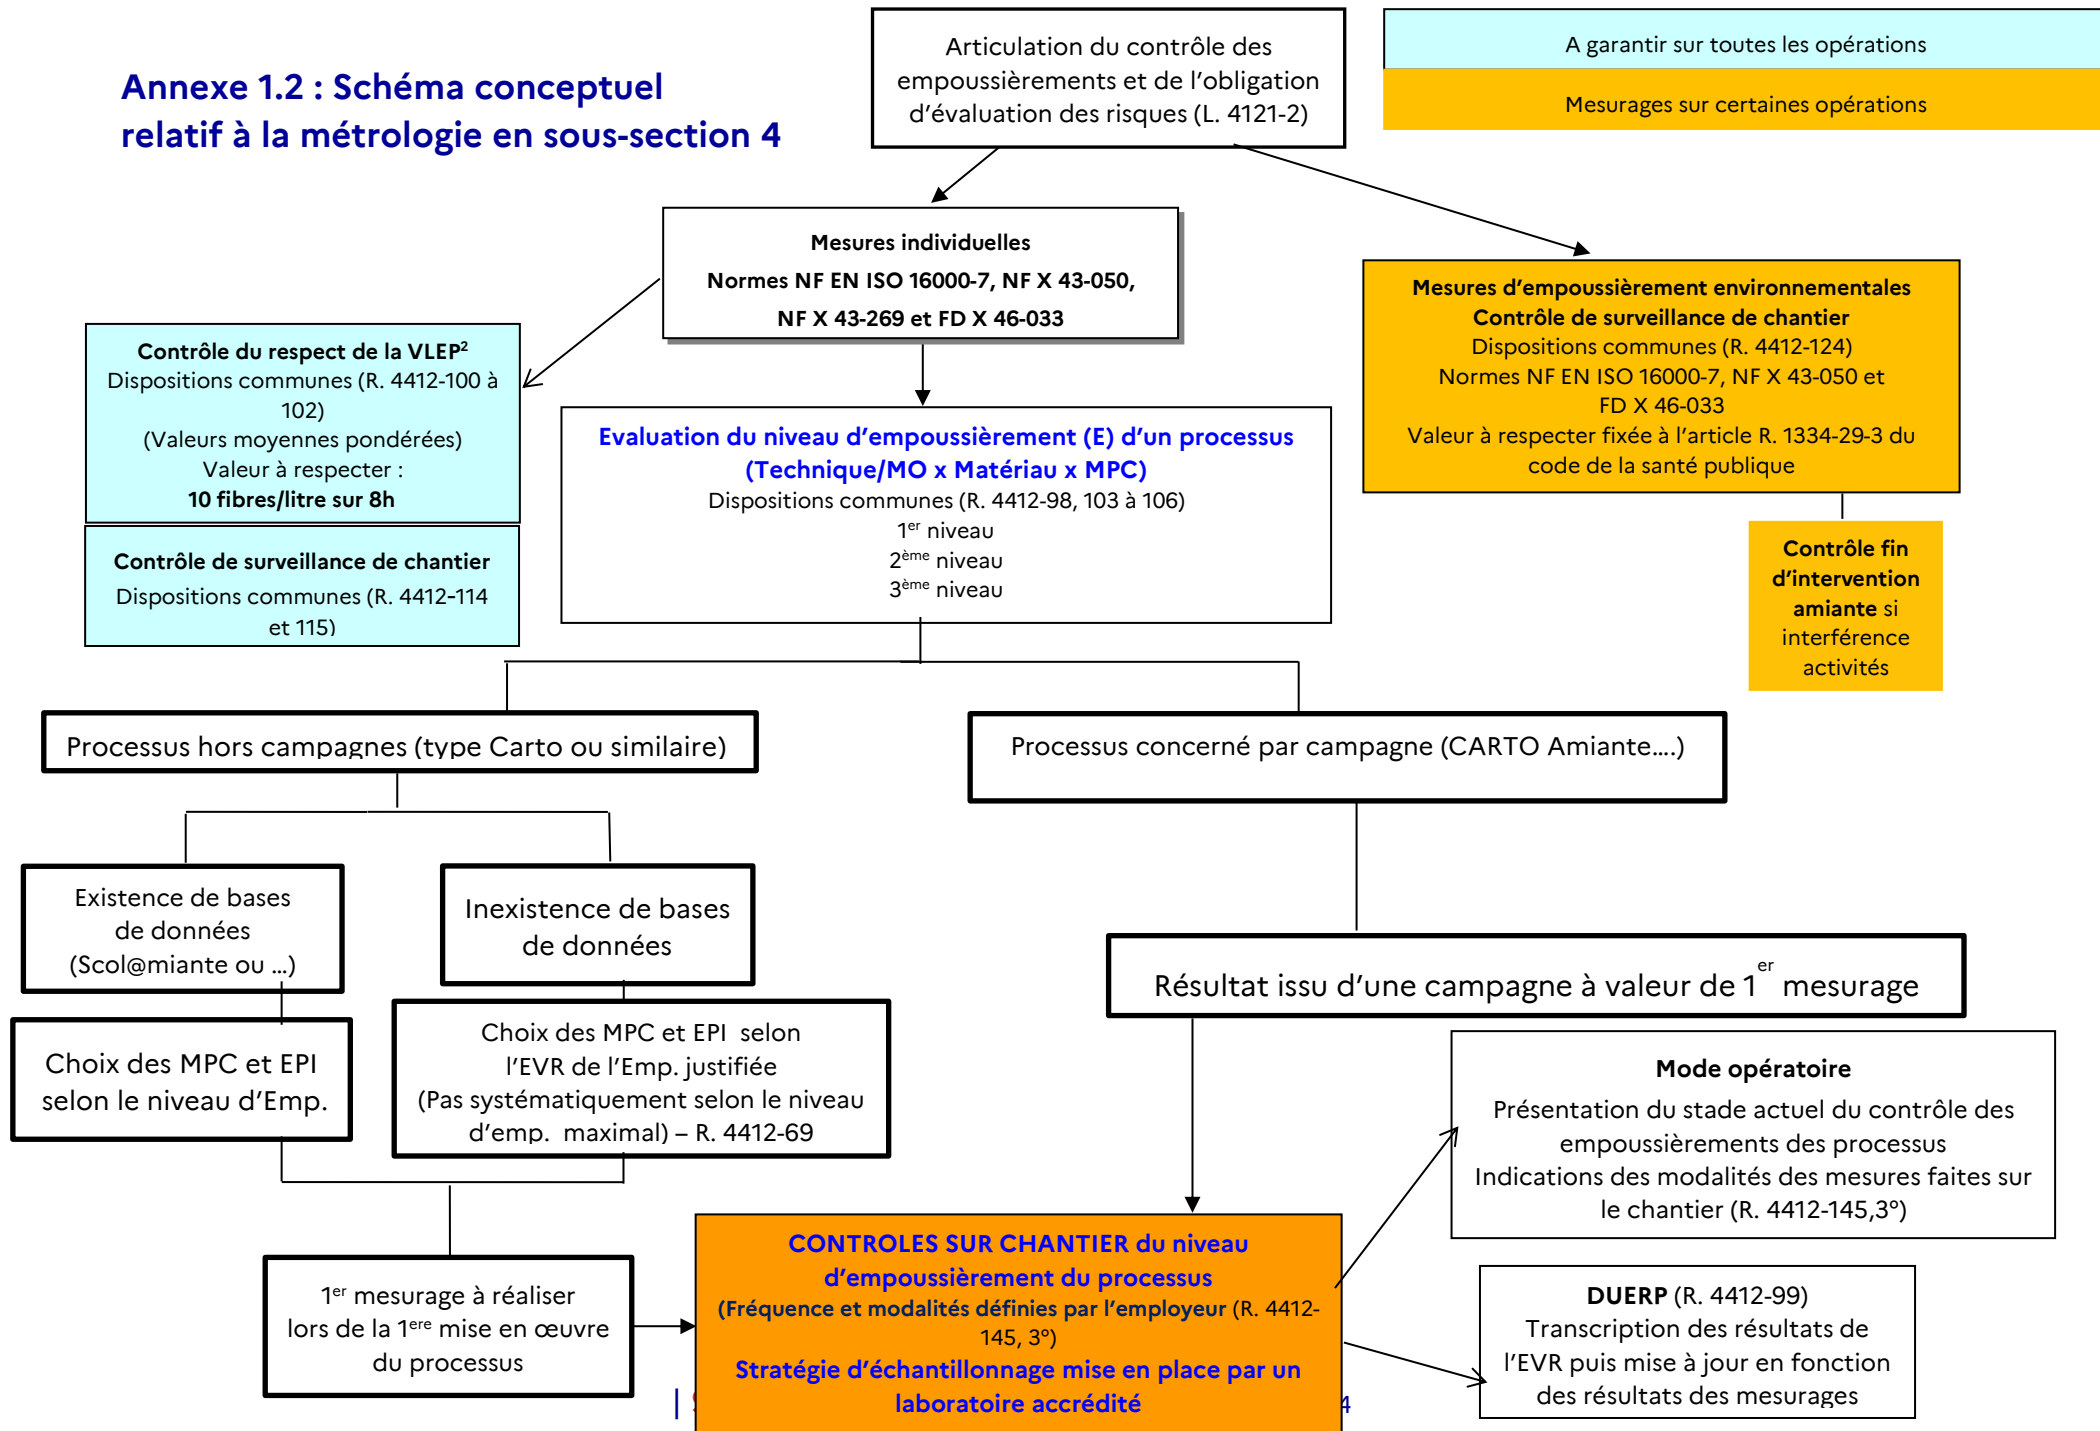 Annexe 1.2 : Schéma conceptuel
relatif à la métrologie en sous-section 4
Articulation du contrôle des
empoussièrements et de l’obligation
d’évaluation des risques (L. 4121-2)
A garantir sur toutes les opérations
Mesurages sur certaines opérations
Mesures individuelles
Normes NF EN ISO 16000-7, NF X 43-050,
NF X 43-269 et FD X 46-033
Mesures d’empoussièrement environnementales
Contrôle de surveillance de chantier
Dispositions communes (R. 4412-124)
Normes NF EN ISO 16000-7, NF X 43-050 et
FD X 46-033
Valeur à respecter fixée à l’article R. 1334-29-3 du
code de la santé publique
Contrôle du respect de la VLEP²
Dispositions communes (R. 4412-100 à
102)
(Valeurs moyennes pondérées)
Valeur à respecter :
10 fibres/litre sur 8h
Contrôle de surveillance de chantier
Dispositions communes (R. 4412-114
et 115)
Evaluation du niveau d’empoussièrement (E) d’un processus
(Technique/MO x Matériau x MPC)
Dispositions communes (R. 4412-98, 103 à 106)
1er niveau
2ème niveau
3ème niveau
Contrôle fin
d’intervention
amiante si
interférence
activités
Processus hors campagnes (type Carto ou similaire)
Processus concerné par campagne (CARTO Amiante….)
Existence de bases
de données
(Scol@miante ou …)
Inexistence de bases
de données
Choix des MPC et EPI
selon le niveau d’Emp.
Choix des MPC et EPI selon
l’EVR de l’Emp. justifiée
(Pas systématiquement selon le niveau
d’emp. maximal) – R. 4412-69
Résultat issu d’une campagne à valeur de 1er mesurage
Mode opératoire
Présentation du stade actuel du contrôle des
empoussièrements des processus
Indications des modalités des mesures faites sur
le chantier (R. 4412-145,3°)
1er mesurage à réaliser
lors de la 1ere mise en œuvre
du processus
CONTROLES SUR CHANTIER du niveau
d’empoussièrement du processus
(Fréquence et modalités définies par l’employeur (R. 4412-
145, 3°)
Stratégie d’échantillonnage mise en place par un
laboratoire accrédité
DUERP (R. 4412-99)
Transcription des résultats de
l’EVR puis mise à jour en fonction
des résultats des mesurages
|
4